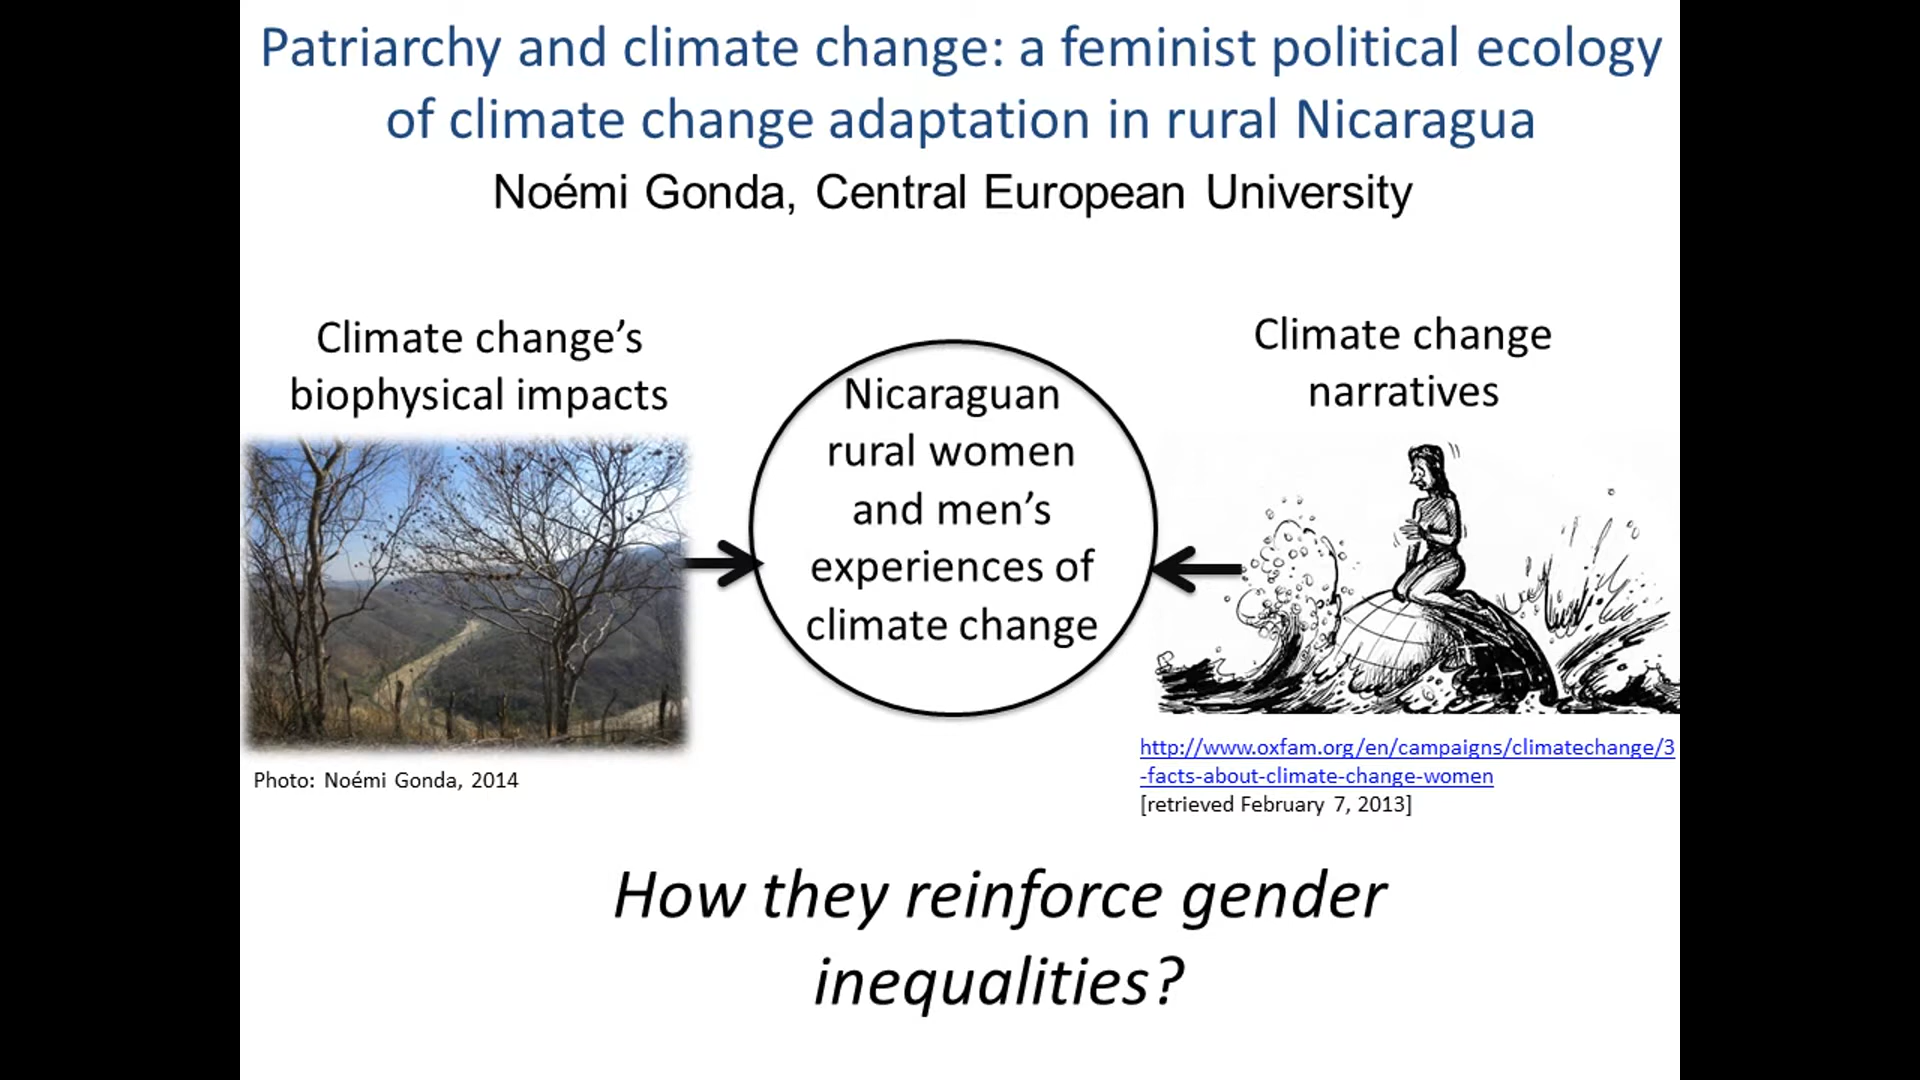 Patriarchy and climate change: a feminist political ecology
of climate change adaptation in rural Nicaragua
Noémi Gonda, Central European University
Climate change’s
biophysical impacts
Nicaraguan
rural women
and men’s
experiences of
climate change
Climate change
narratives
Photo: Noémi Gonda, 2014
http://www.oxfam.org/en/campaigns/climatechange/3
-facts-about-climate-change-women
[retrieved February 7, 2013]
How they reinforce gender
inequalities?